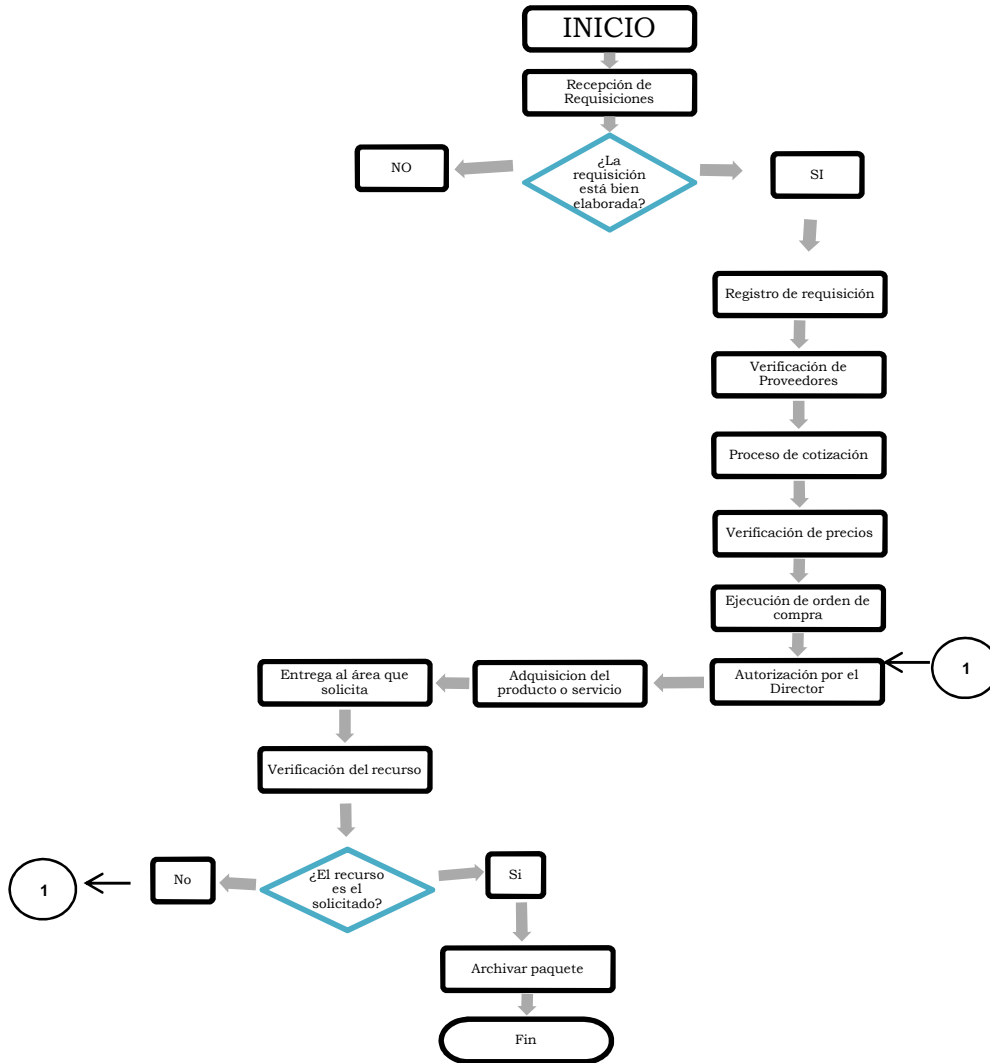 INICIO
Recepción de
Requisiciones
¿La
requisición
está bien
elaborada?
NO
SI
Registro de requisición
Verificación de
Proveedores
Proceso de cotización
Verificación de precios
Ejecución de orden de
compra
Autorización por el
Director
1
Adquisicion del
producto o servicio
Entrega al área que
solicita
Verificación del recurso
¿El recurso
es el
solicitado?
No
1
Si
Archivar paquete
Fin